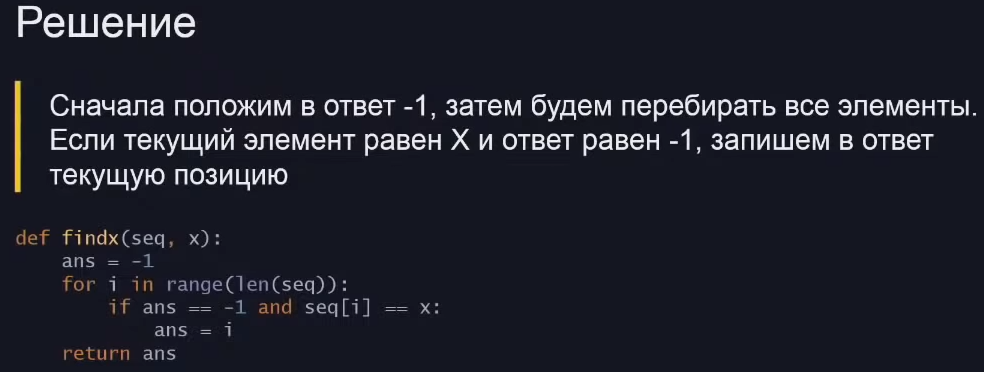 Решение
Сначала положим в ответ -1, затем будем перебирать все элементы.
Если текущий элемент равен X и ответ равен -1, запишем в ответ
текущую позицию
def findx(seq, x):
    ans = -1
    for i in range(len(seq)):
        if ans == -1 and seq[i] == x:
            ans = i
    return ans